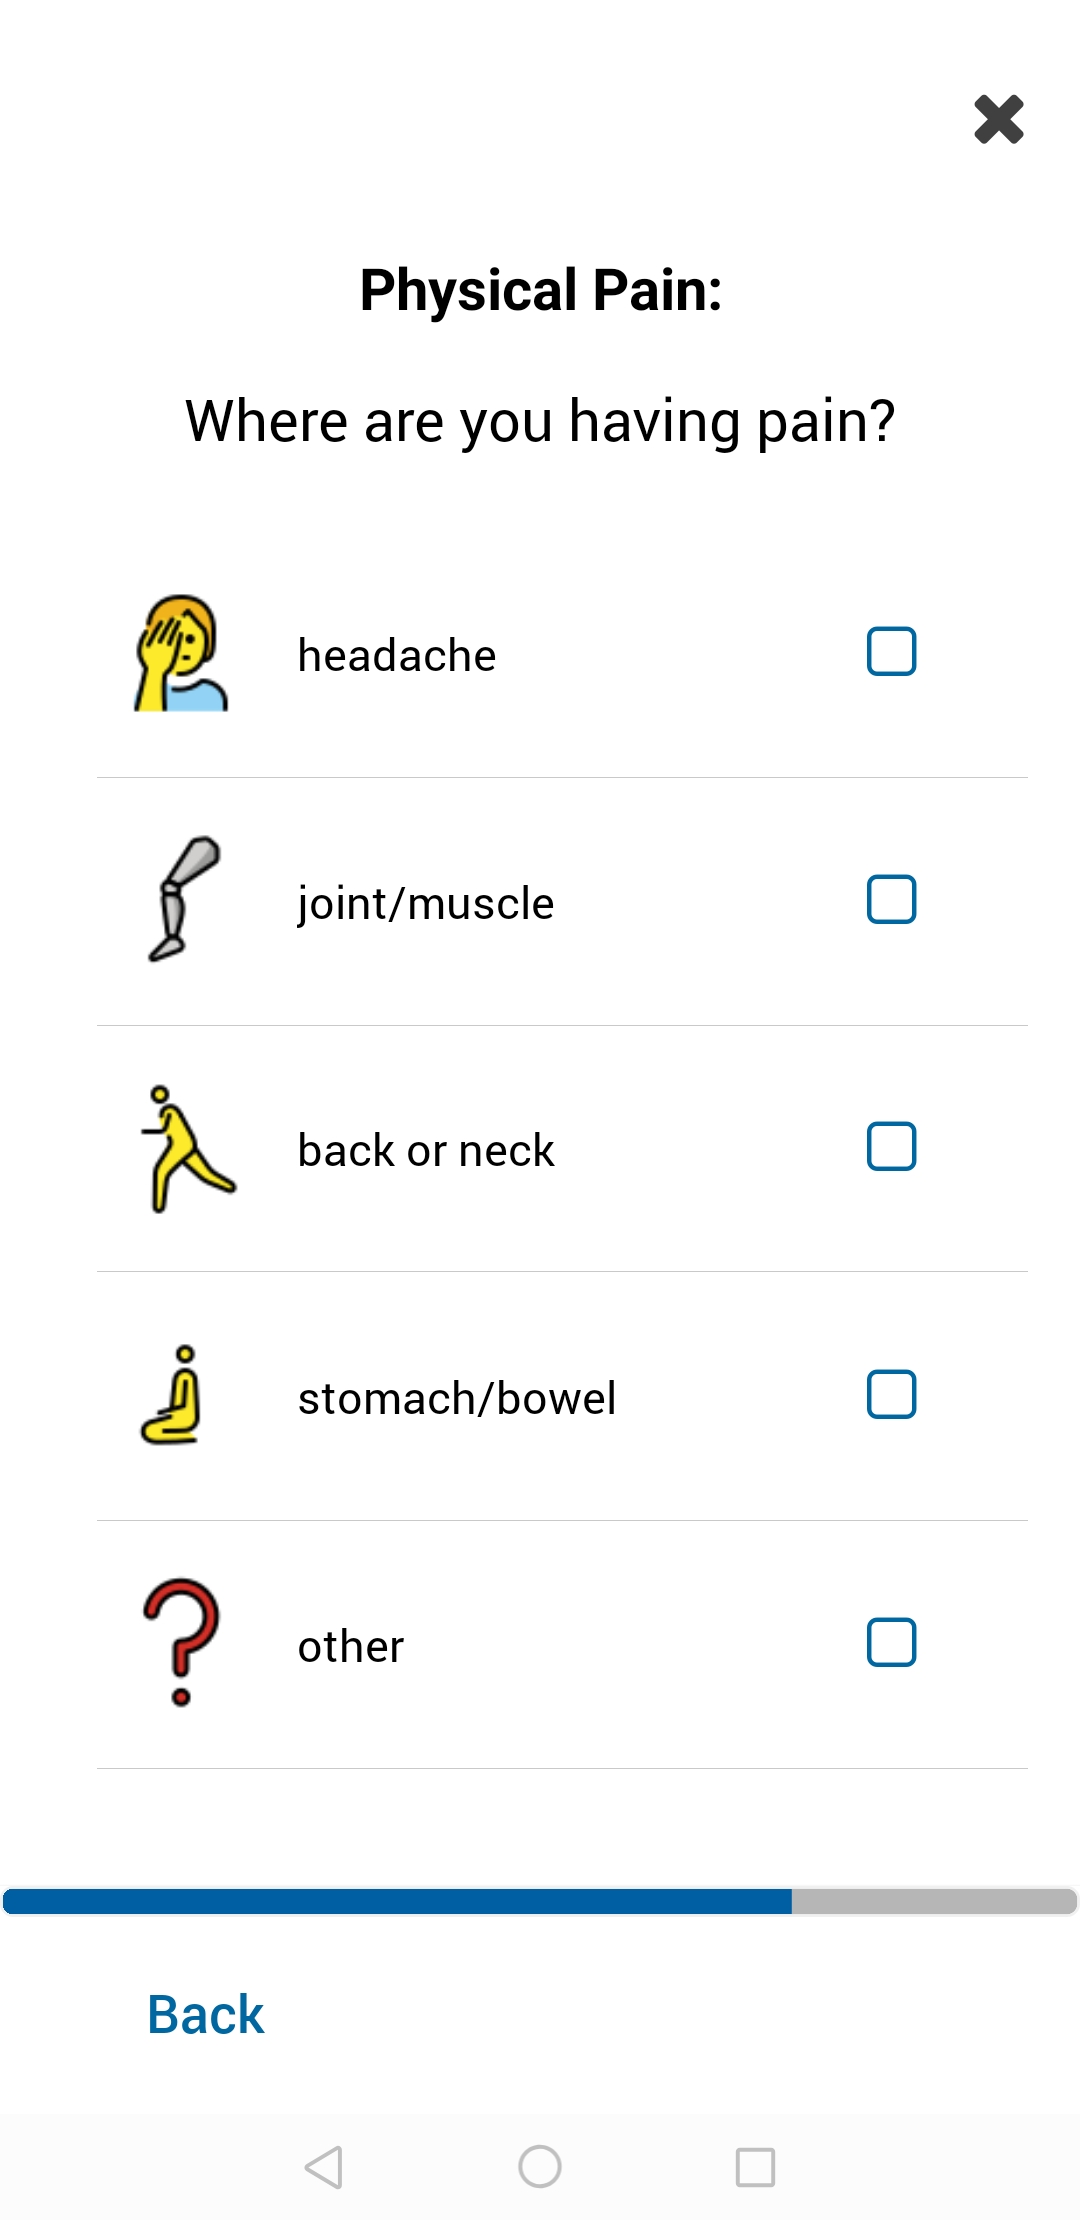 Physical Pain:
Where are you having pain?
headache
joint/muscle
back or neck
stomach/bowel
other
Back